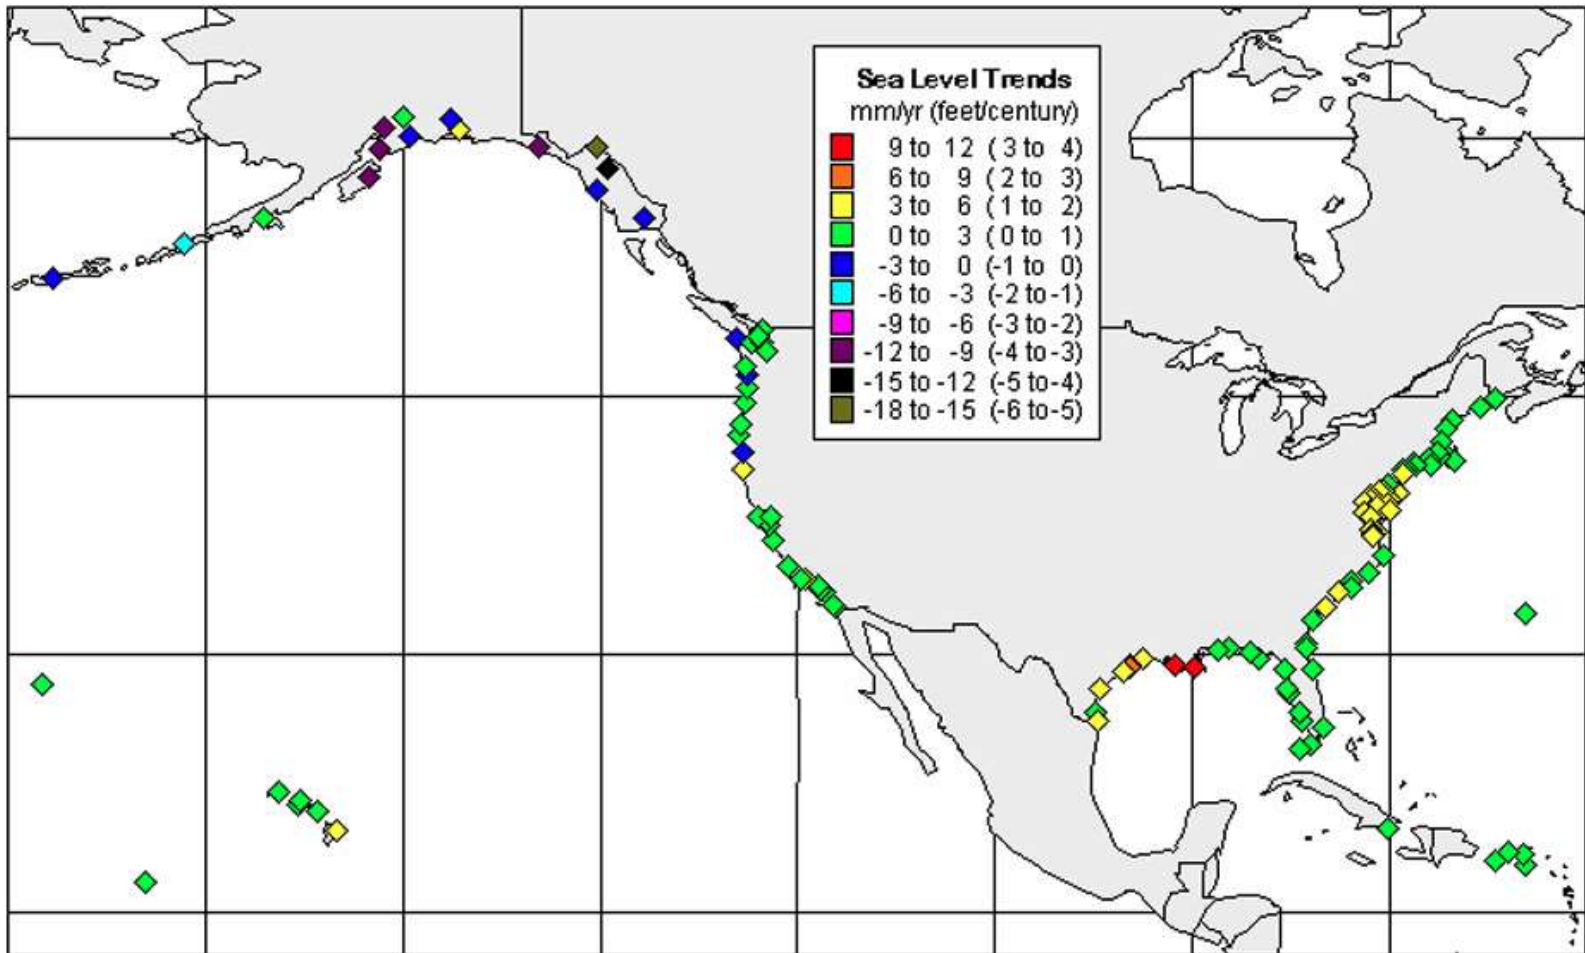 Sea Level Trends
mm/yr (feet/century)
9 to 12 ( 3 to 4)
6 to 9 ( 2 to 3)
3 to 6 ( 1 to 2)
0 to 3 ( 0 to 1)
-3 to 0 (-1 to 0)
-6 to -3 (-2 to -1)
-9 to -6 (-3 to -2)
-12 to -9 (-4 to -3)
-15 to -12 (-5 to -4)
-18 to -15 (-6 to -5)